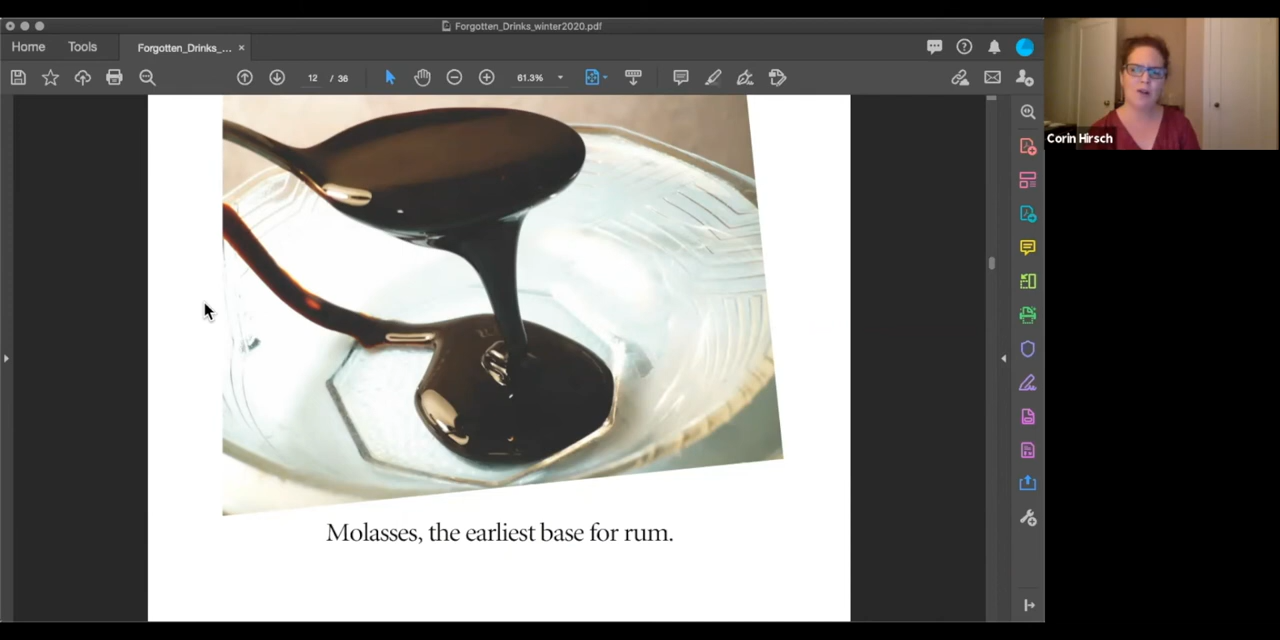 Forgotten_Drinks_winter2020.pdf
Home
Tools
Forgotten_Drinks_...
12 / 36
61.3%
Corin Hirsch
Molasses, the earliest base for rum.